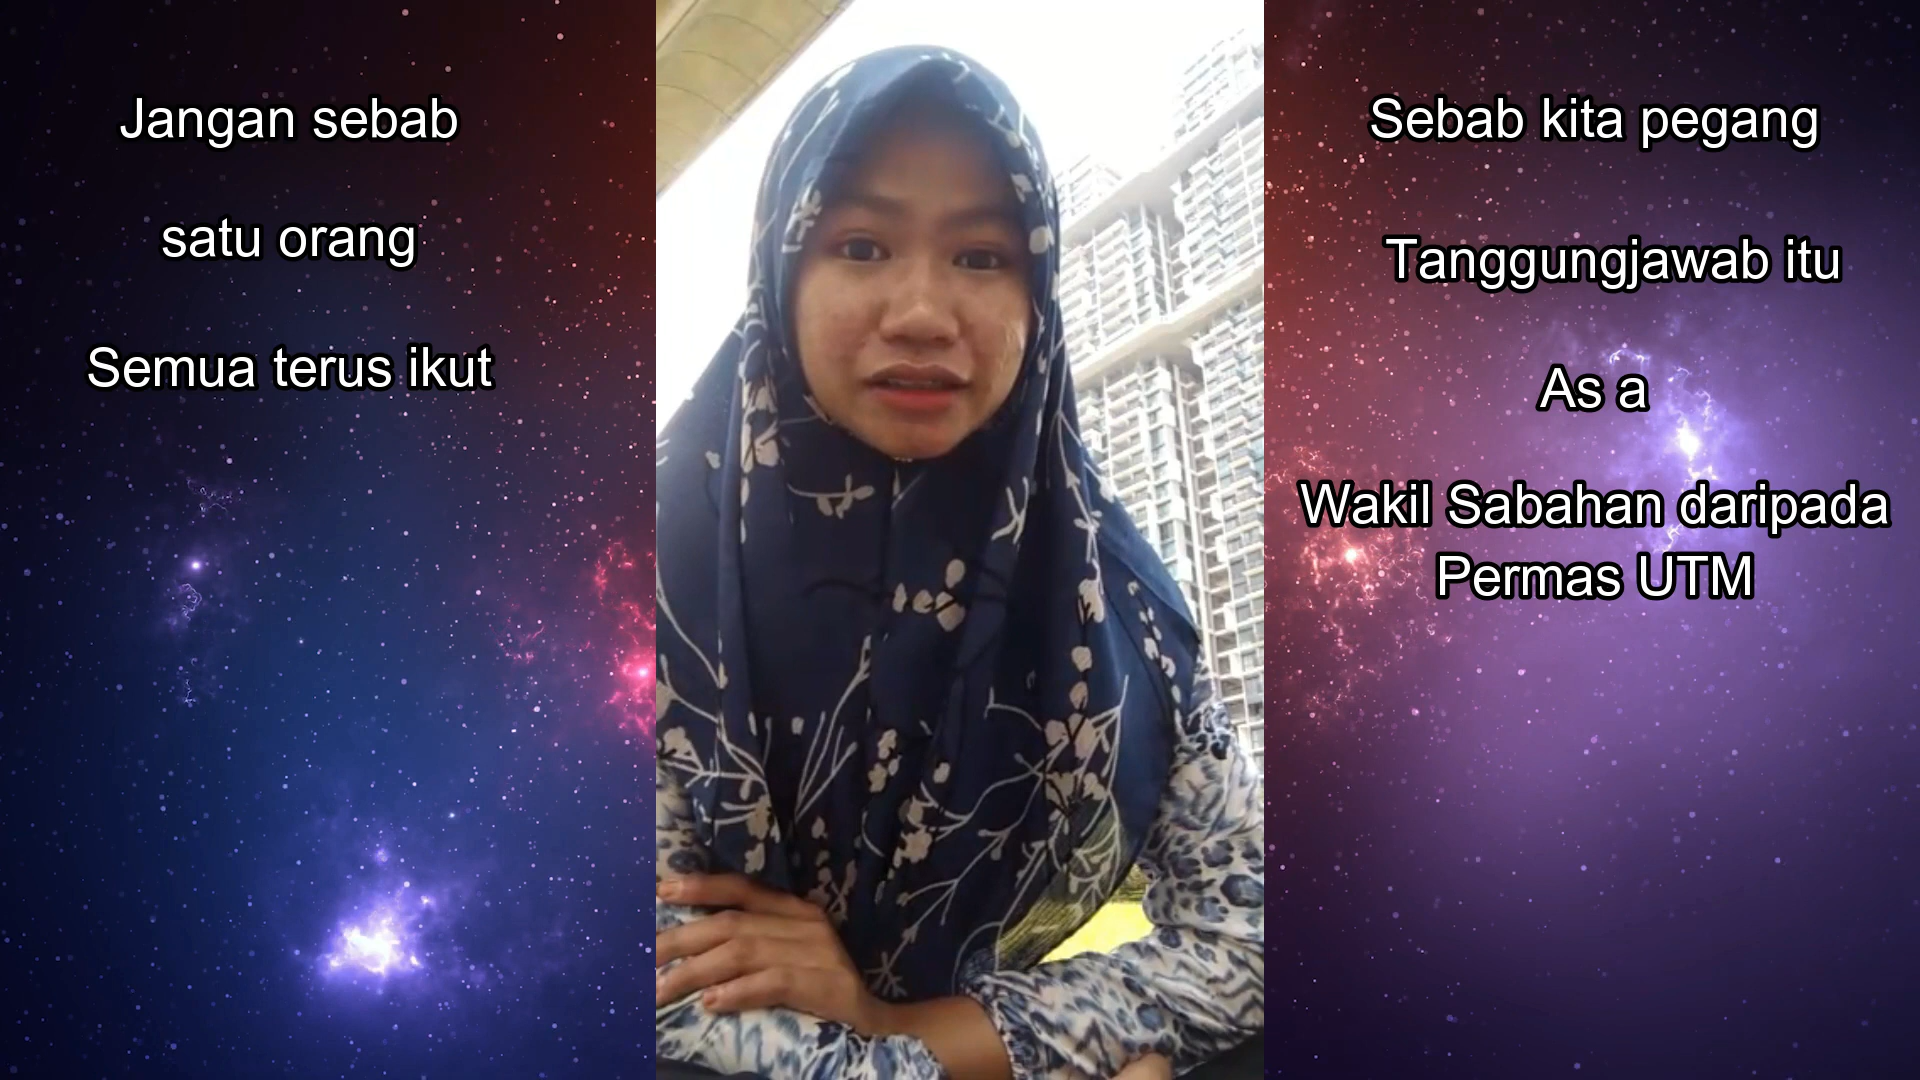 Jangan sebab
satu orang
Semua terus ikut
Sebab kita pegang
Tanggungjawab itu
As a
Wakil Sabahan daripada
Permas UTM